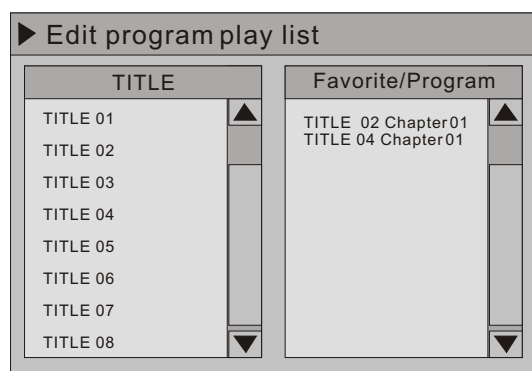 Edit program play list
TITLE
TITLE 01
TITLE 02
TITLE 03
TITLE 04
TITLE 05
TITLE 06
TITLE 07
TITLE 08
Favorite/Program
TITLE 02 Chapter01
TITLE 04 Chapter01